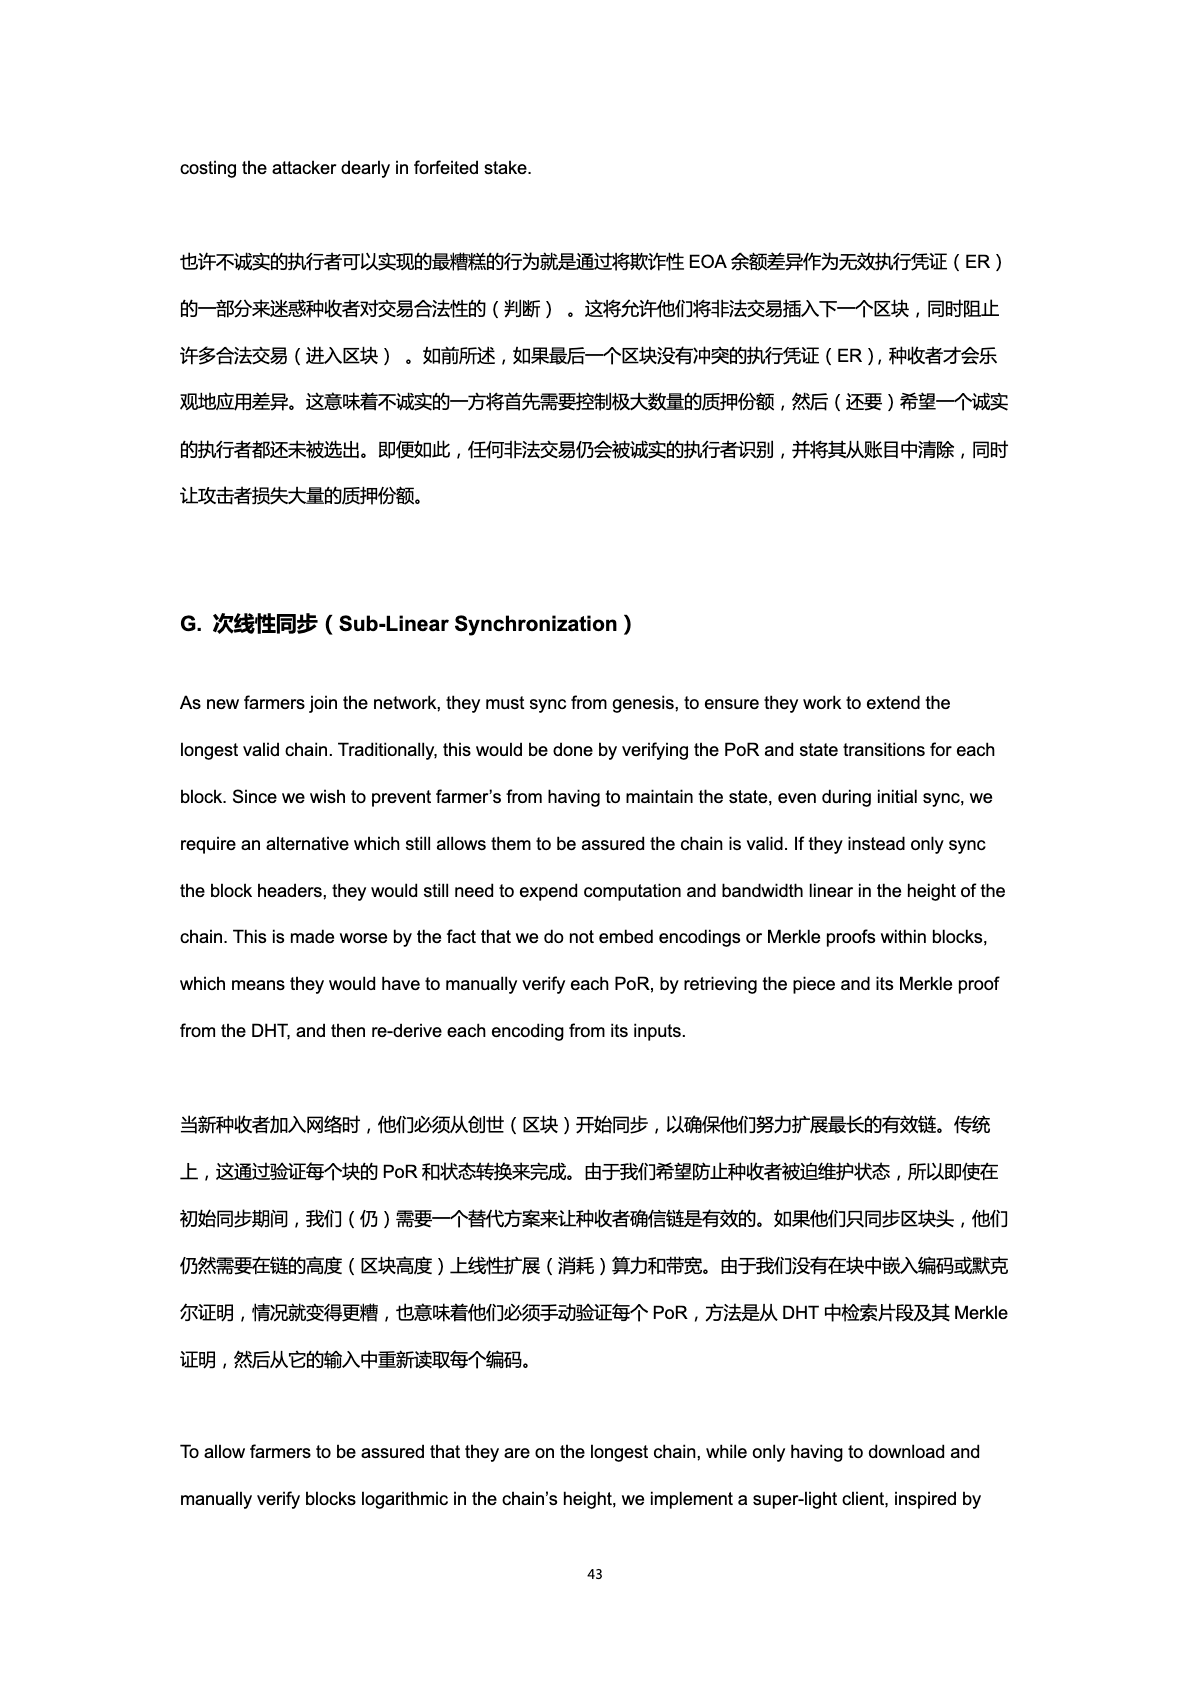 costing the attacker dearly in forfeited stake.
也许不诚实的执行者可以实现的最糟糕的行为就是通过将欺诈性 EOA 余额差异作为无效执行凭证（ER）
的一部分来迷惑种收者对交易合法性的（判断） 。这将允许他们将非法交易插入下一个区块，同时阻止
许多合法交易（进入区块） 。如前所述，如果最后一个区块没有冲突的执行凭证（ER），种收者才会乐
观地应用差异。这意味着不诚实的一方将首先需要控制极大数量的质押份额，然后（还要）希望一个诚实
的执行者都还未被选出。即便如此，任何非法交易仍会被诚实的执行者识别，并将其从账目中清除，同时
让攻击者损失大量的质押份额。
G. 次线性同步（Sub-Linear Synchronization）
As new farmers join the network, they must sync from genesis, to ensure they work to extend the
longest valid chain. Traditionally, this would be done by verifying the PoR and state transitions for each
block. Since we wish to prevent farmer’s from having to maintain the state, even during initial sync, we
require an alternative which still allows them to be assured the chain is valid. If they instead only sync
the block headers, they would still need to expend computation and bandwidth linear in the height of the
chain. This is made worse by the fact that we do not embed encodings or Merkle proofs within blocks,
which means they would have to manually verify each PoR, by retrieving the piece and its Merkle proof
from the DHT, and then re-derive each encoding from its inputs.
当新种收者加入网络时，他们必须从创世（区块）开始同步，以确保他们努力扩展最长的有效链。传统
上，这通过验证每个块的 PoR 和状态转换来完成。由于我们希望防止种收者被迫维护状态，所以即使在
初始同步期间，我们（仍）需要一个替代方案来让种收者确信链是有效的。如果他们只同步区块头，他们
仍然需要在链的高度（区块高度）上线性扩展（消耗）算力和带宽。由于我们没有在块中嵌入编码或默克
尔证明，情况就变得更糟，也意味着他们必须手动验证每个 PoR，方法是从 DHT 中检索片段及其 Merkle
证明，然后从它的输入中重新读取每个编码。
To allow farmers to be assured that they are on the longest chain, while only having to download and
manually verify blocks logarithmic in the chain’s height, we implement a super-light client, inspired by
43